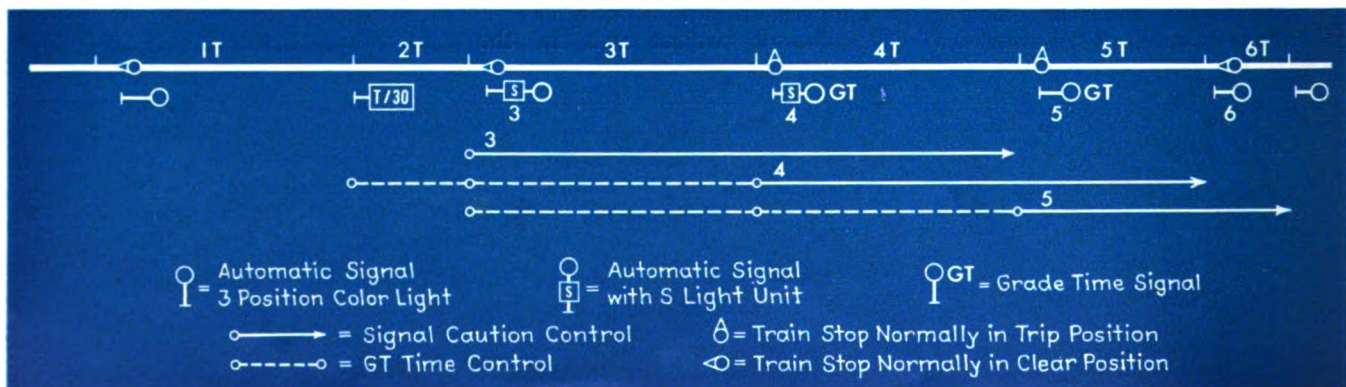 1T 2T 3T 4T 5T 6T
T/30 S S GT GT
3 4 5 6
3
4
5
Automatic Signal
3 Position Color Light
Automatic Signal
with S Light Unit
GT = Grade Time Signal
= Signal Caution Control
= GT Time Control
= Train Stop Normally in Trip Position
= Train Stop Normally in Clear Position